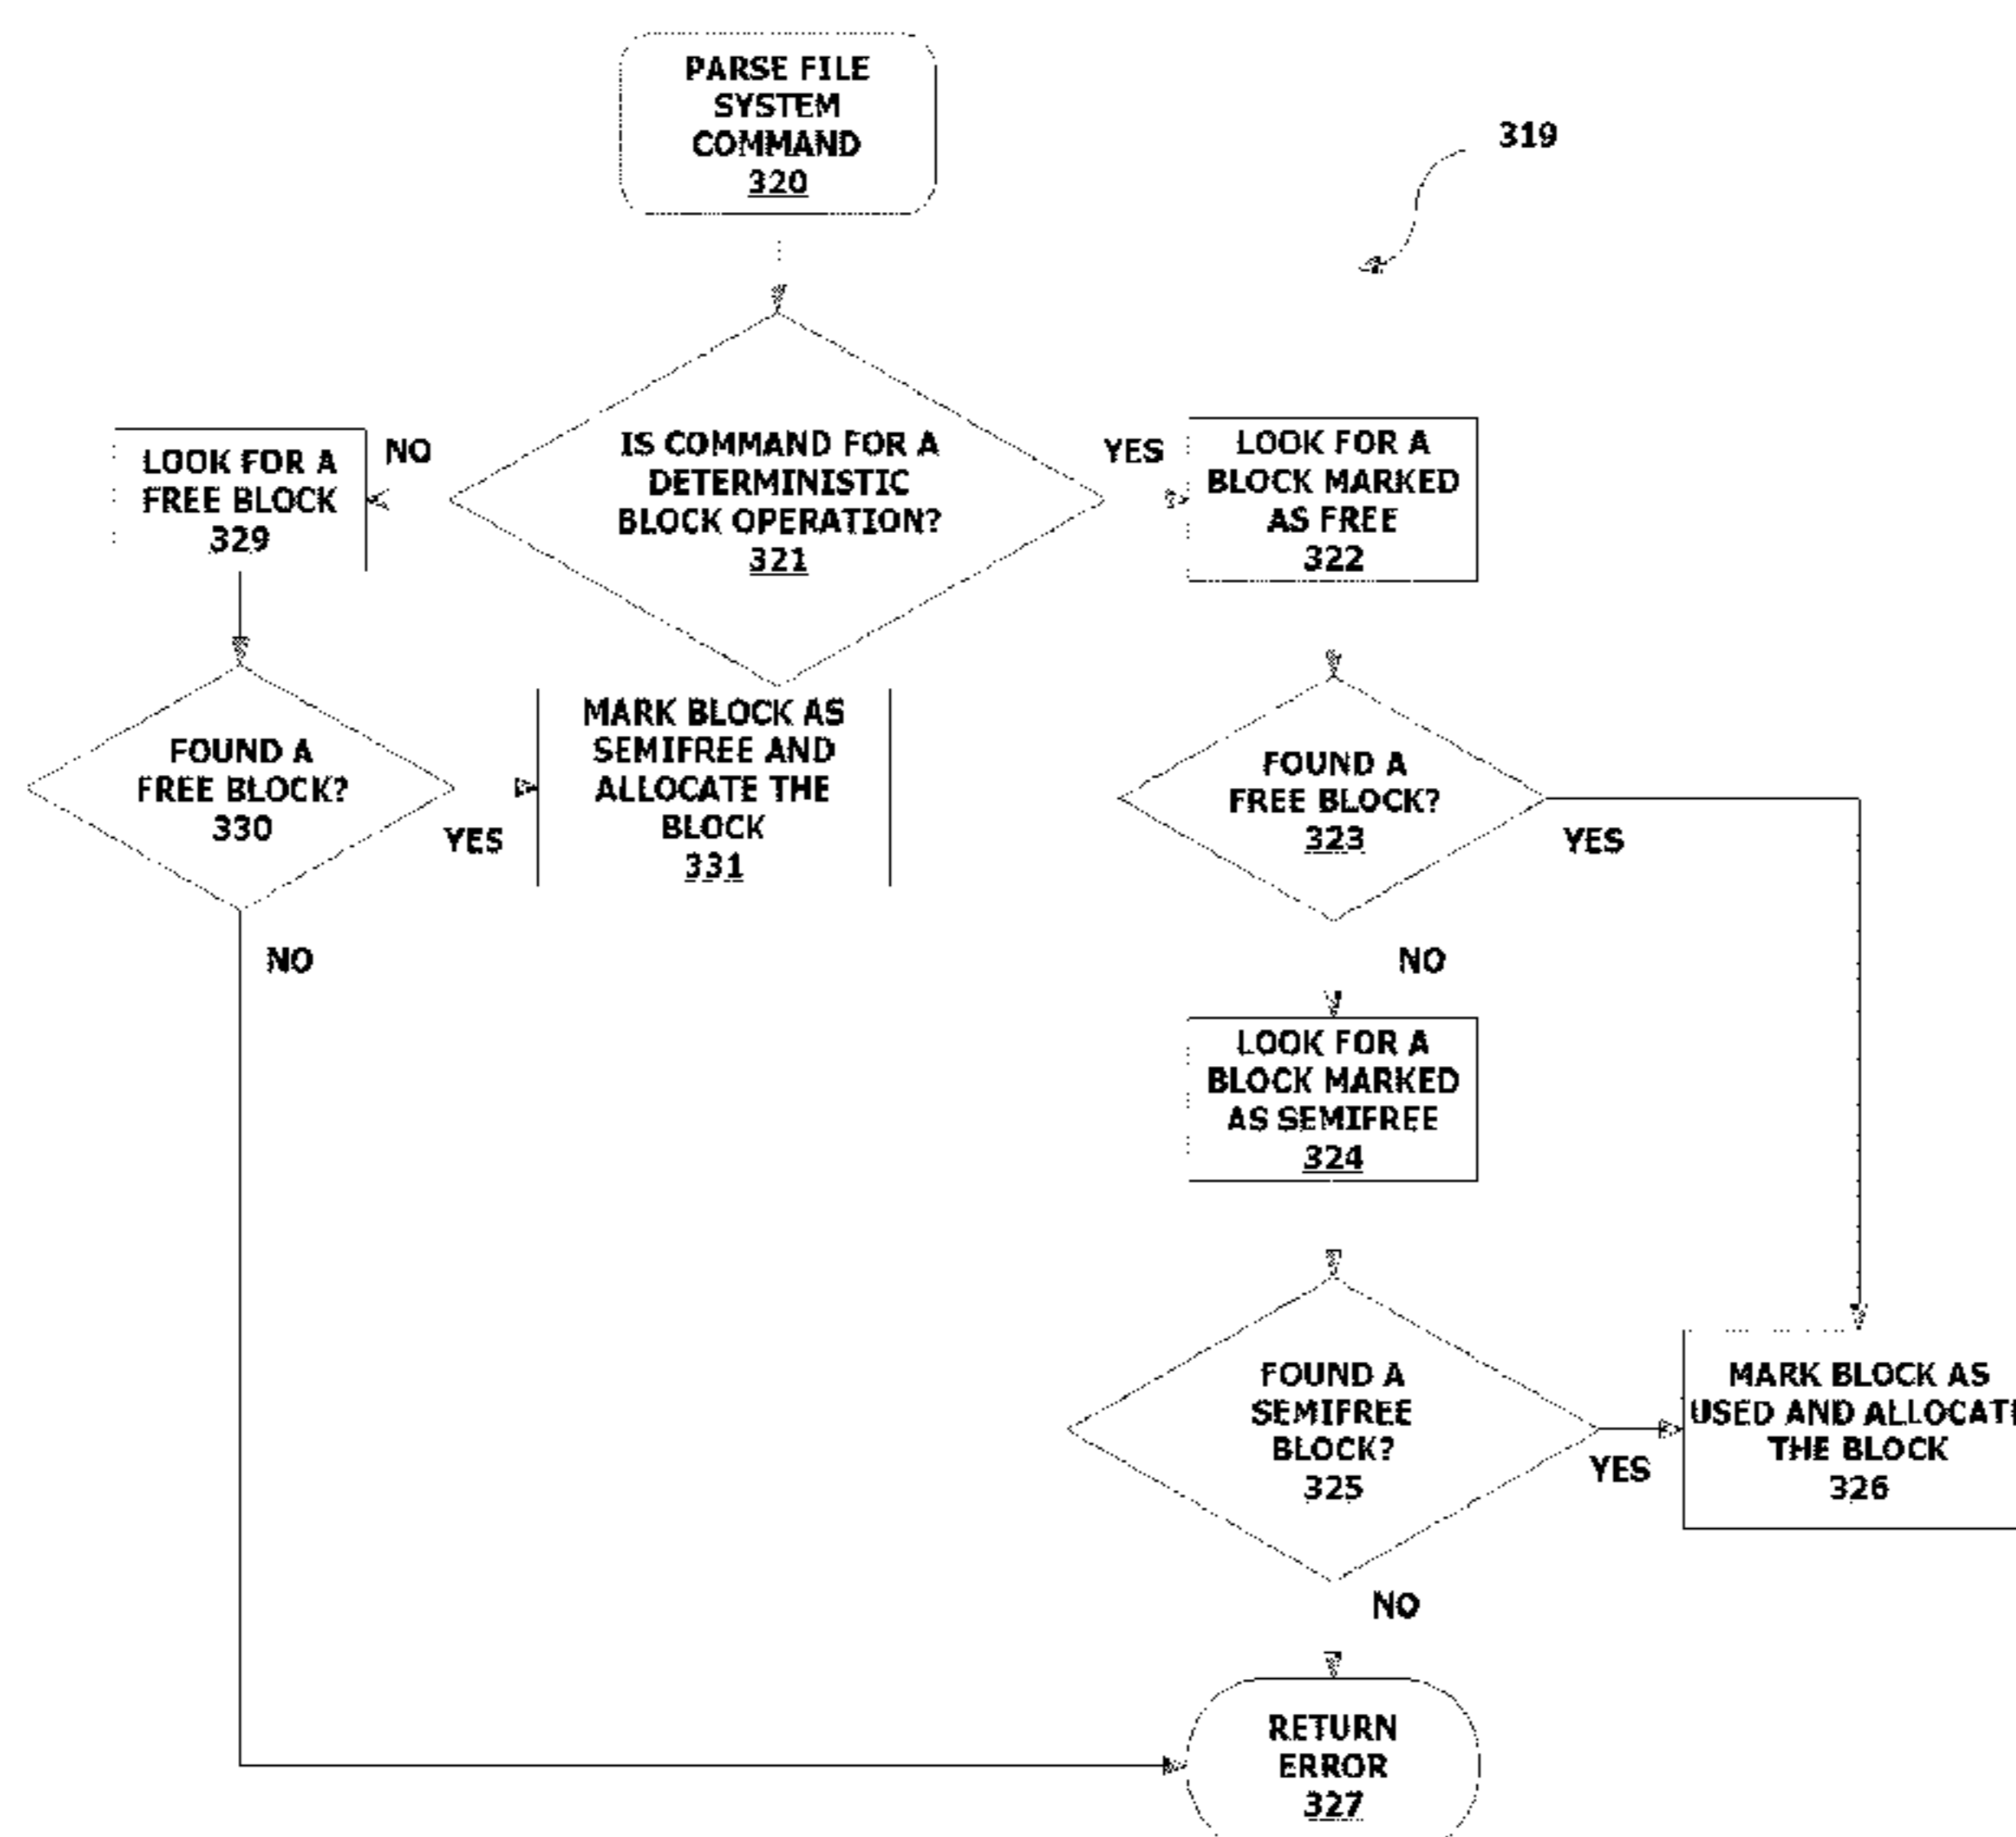 PARSE FILE
SYSTEM
COMMAND
320
319
IS COMMAND FOR A
DETERMINISTIC
BLOCK OPERATION?
321
NO
YES
LOOK FOR A
FREE BLOCK
329
LOOK FOR A
BLOCK MARKED
AS FREE
322
FOUND A
FREE BLOCK?
330
YES
NO
MARK BLOCK AS
SEMIFREE AND
ALLOCATE THE
BLOCK
331
FOUND A
FREE BLOCK?
323
YES
NO
LOOK FOR A
BLOCK MARKED
AS SEMIFREE
324
FOUND A
SEMIFREE
BLOCK?
325
YES
NO
MARK BLOCK AS
USED AND ALLOCATE
THE BLOCK
326
RETURN
ERROR
327